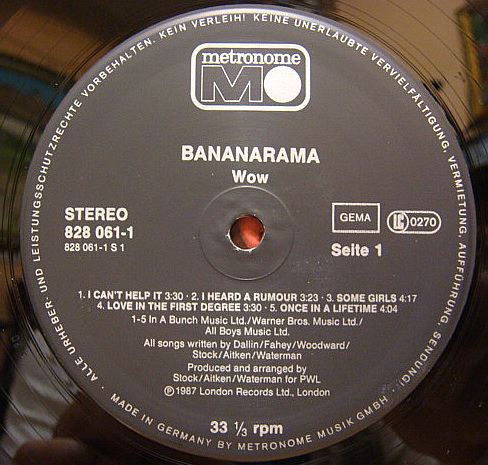 · ALLE URHEBER- UND LEISTUNGSSCHUTZRECHTE VORBEHALTEN. KEIN VERLEIH! KEINE UNERLAUBTE VERVIELFÄLTIGUNG, VERMIETUNG, AUFFÜHRUNG, SENDUNG! ·
metronome
M
BANANARAMA
Wow
STEREO
828 061-1
828 061-1 S 1
GEMA
LC 0270
Seite 1
1. I CAN'T HELP IT 3:30 · 2. I HEARD A RUMOUR 3:23 · 3. SOME GIRLS 4:17
4. LOVE IN THE FIRST DEGREE 3:30 · 5. ONCE IN A LIFETIME 4:04
1-5 In A Bunch Music Ltd./Warner Bros. Music Ltd./
All Boys Music Ltd.
All songs written by Dallin/Fahey/Woodward/
Stock/Aitken/Waterman
Produced and arranged by
Stock/Aitken/Waterman for PWL
Ⓟ©1987 London Records Ltd., London
33 1/3 rpm
MADE IN GERMANY BY METRONOME MUSIK GMBH